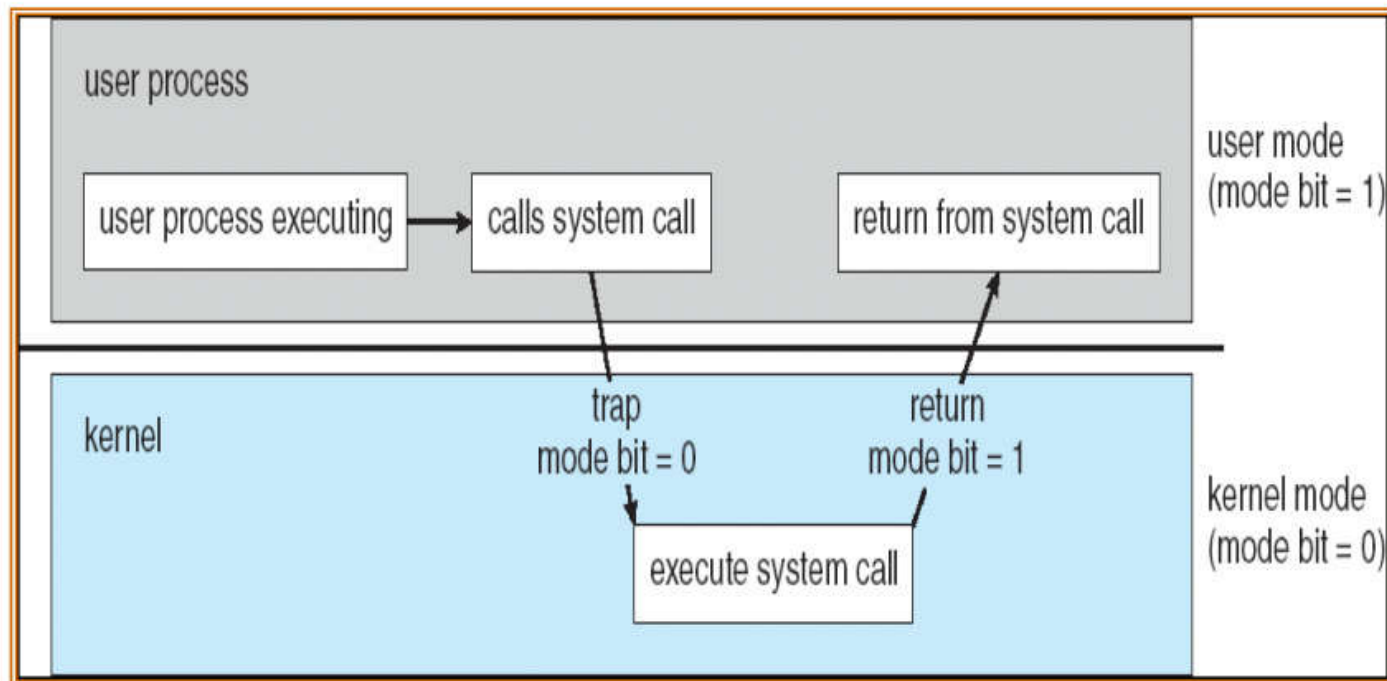 user process
user process executing
calls system call
return from system call
user mode
(mode bit = 1)
kernel
trap
mode bit = 0
return
mode bit = 1
execute system call
kernel mode
(mode bit = 0)